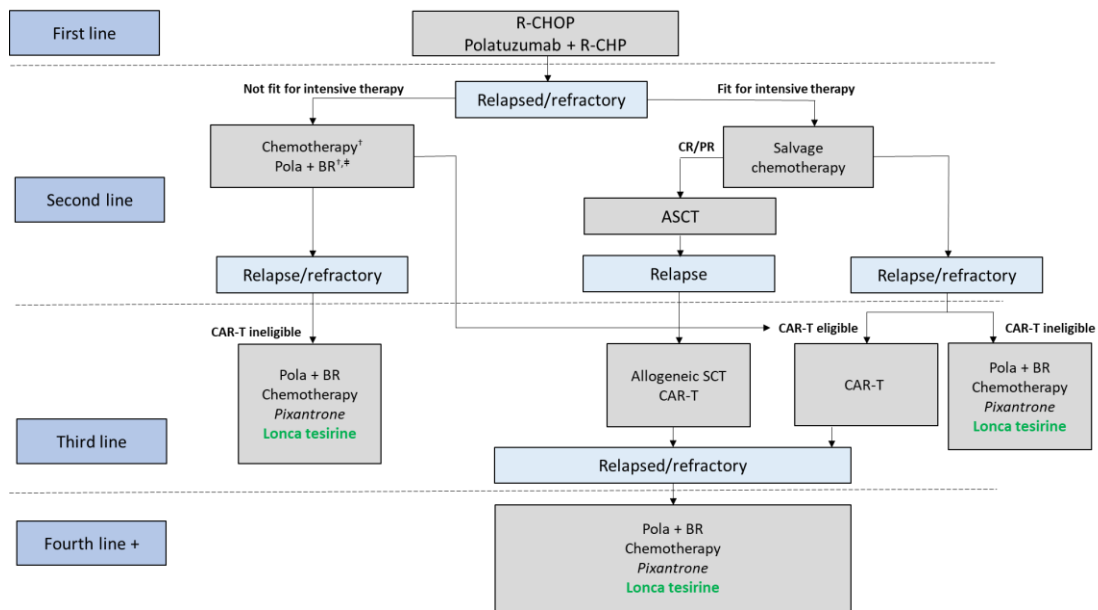 First line
R-CHOP
Polatuzumab + R-CHP
Not fit for intensive therapy
Relapsed/refractory
Fit for intensive therapy
Second line
Chemotherapy†
Pola + BR†,‡
CR/PR
Salvage
chemotherapy
ASCT
Relapse/refractory
Relapse
Relapse/refractory
Third line
CAR-T ineligible
Pola + BR
Chemotherapy
Pixantrone
Lonca tesirine
Allogeneic SCT
CAR-T
CAR-T eligible
CAR-T
CAR-T ineligible
Pola + BR
Chemotherapy
Pixantrone
Lonca tesirine
Relapsed/refractory
Fourth line +
Pola + BR
Chemotherapy
Pixantrone
Lonca tesirine